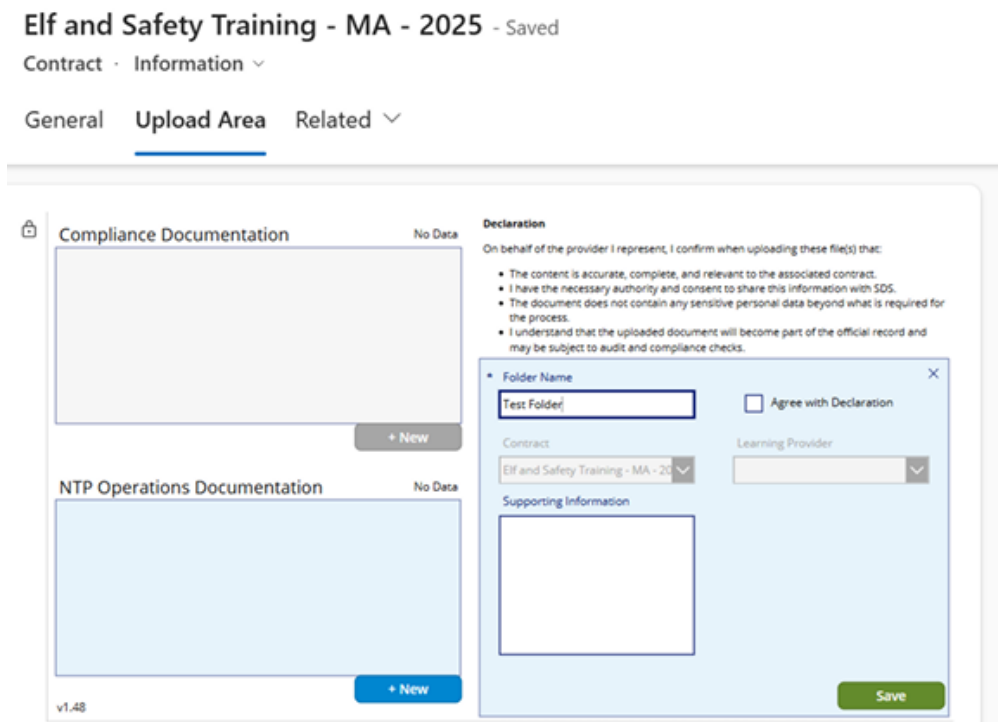 Elf and Safety Training - MA - 2025 - Saved
Contract · Information
General Upload Area Related
Compliance Documentation No Data
+ New
NTP Operations Documentation No Data
+ New
v1.48
Declaration
On behalf of the provider I represent, I confirm when uploading these file(s) that:
• The content is accurate, complete, and relevant to the associated contract.
• I have the necessary authority and consent to share this information with SDS.
• The document does not contain any sensitive personal data beyond what is required for
the process.
• I understand that the uploaded document will become part of the official record and
may be subject to audit and compliance checks.
* Folder Name
Test Folder
Agree with Declaration
Contract Learning Provider
Elf and Safety Training - MA - 20
Supporting Information
Save